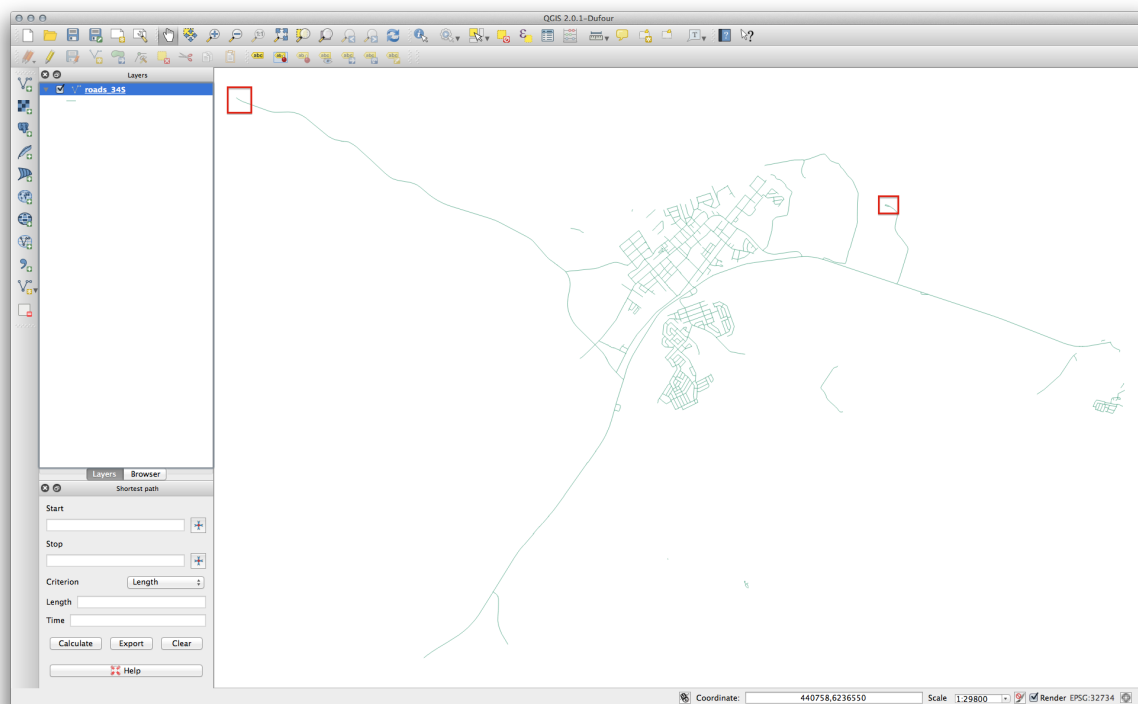 QGIS 2.0.1-Dufour
Layers
roads_345
Layers Browser
Shortest path
Start
Stop
Criterion Length
Length
Time
Calculate Export Clear
Help
Coordinate: 440758,6236550 Scale 1:29800 Render EPSG:32734